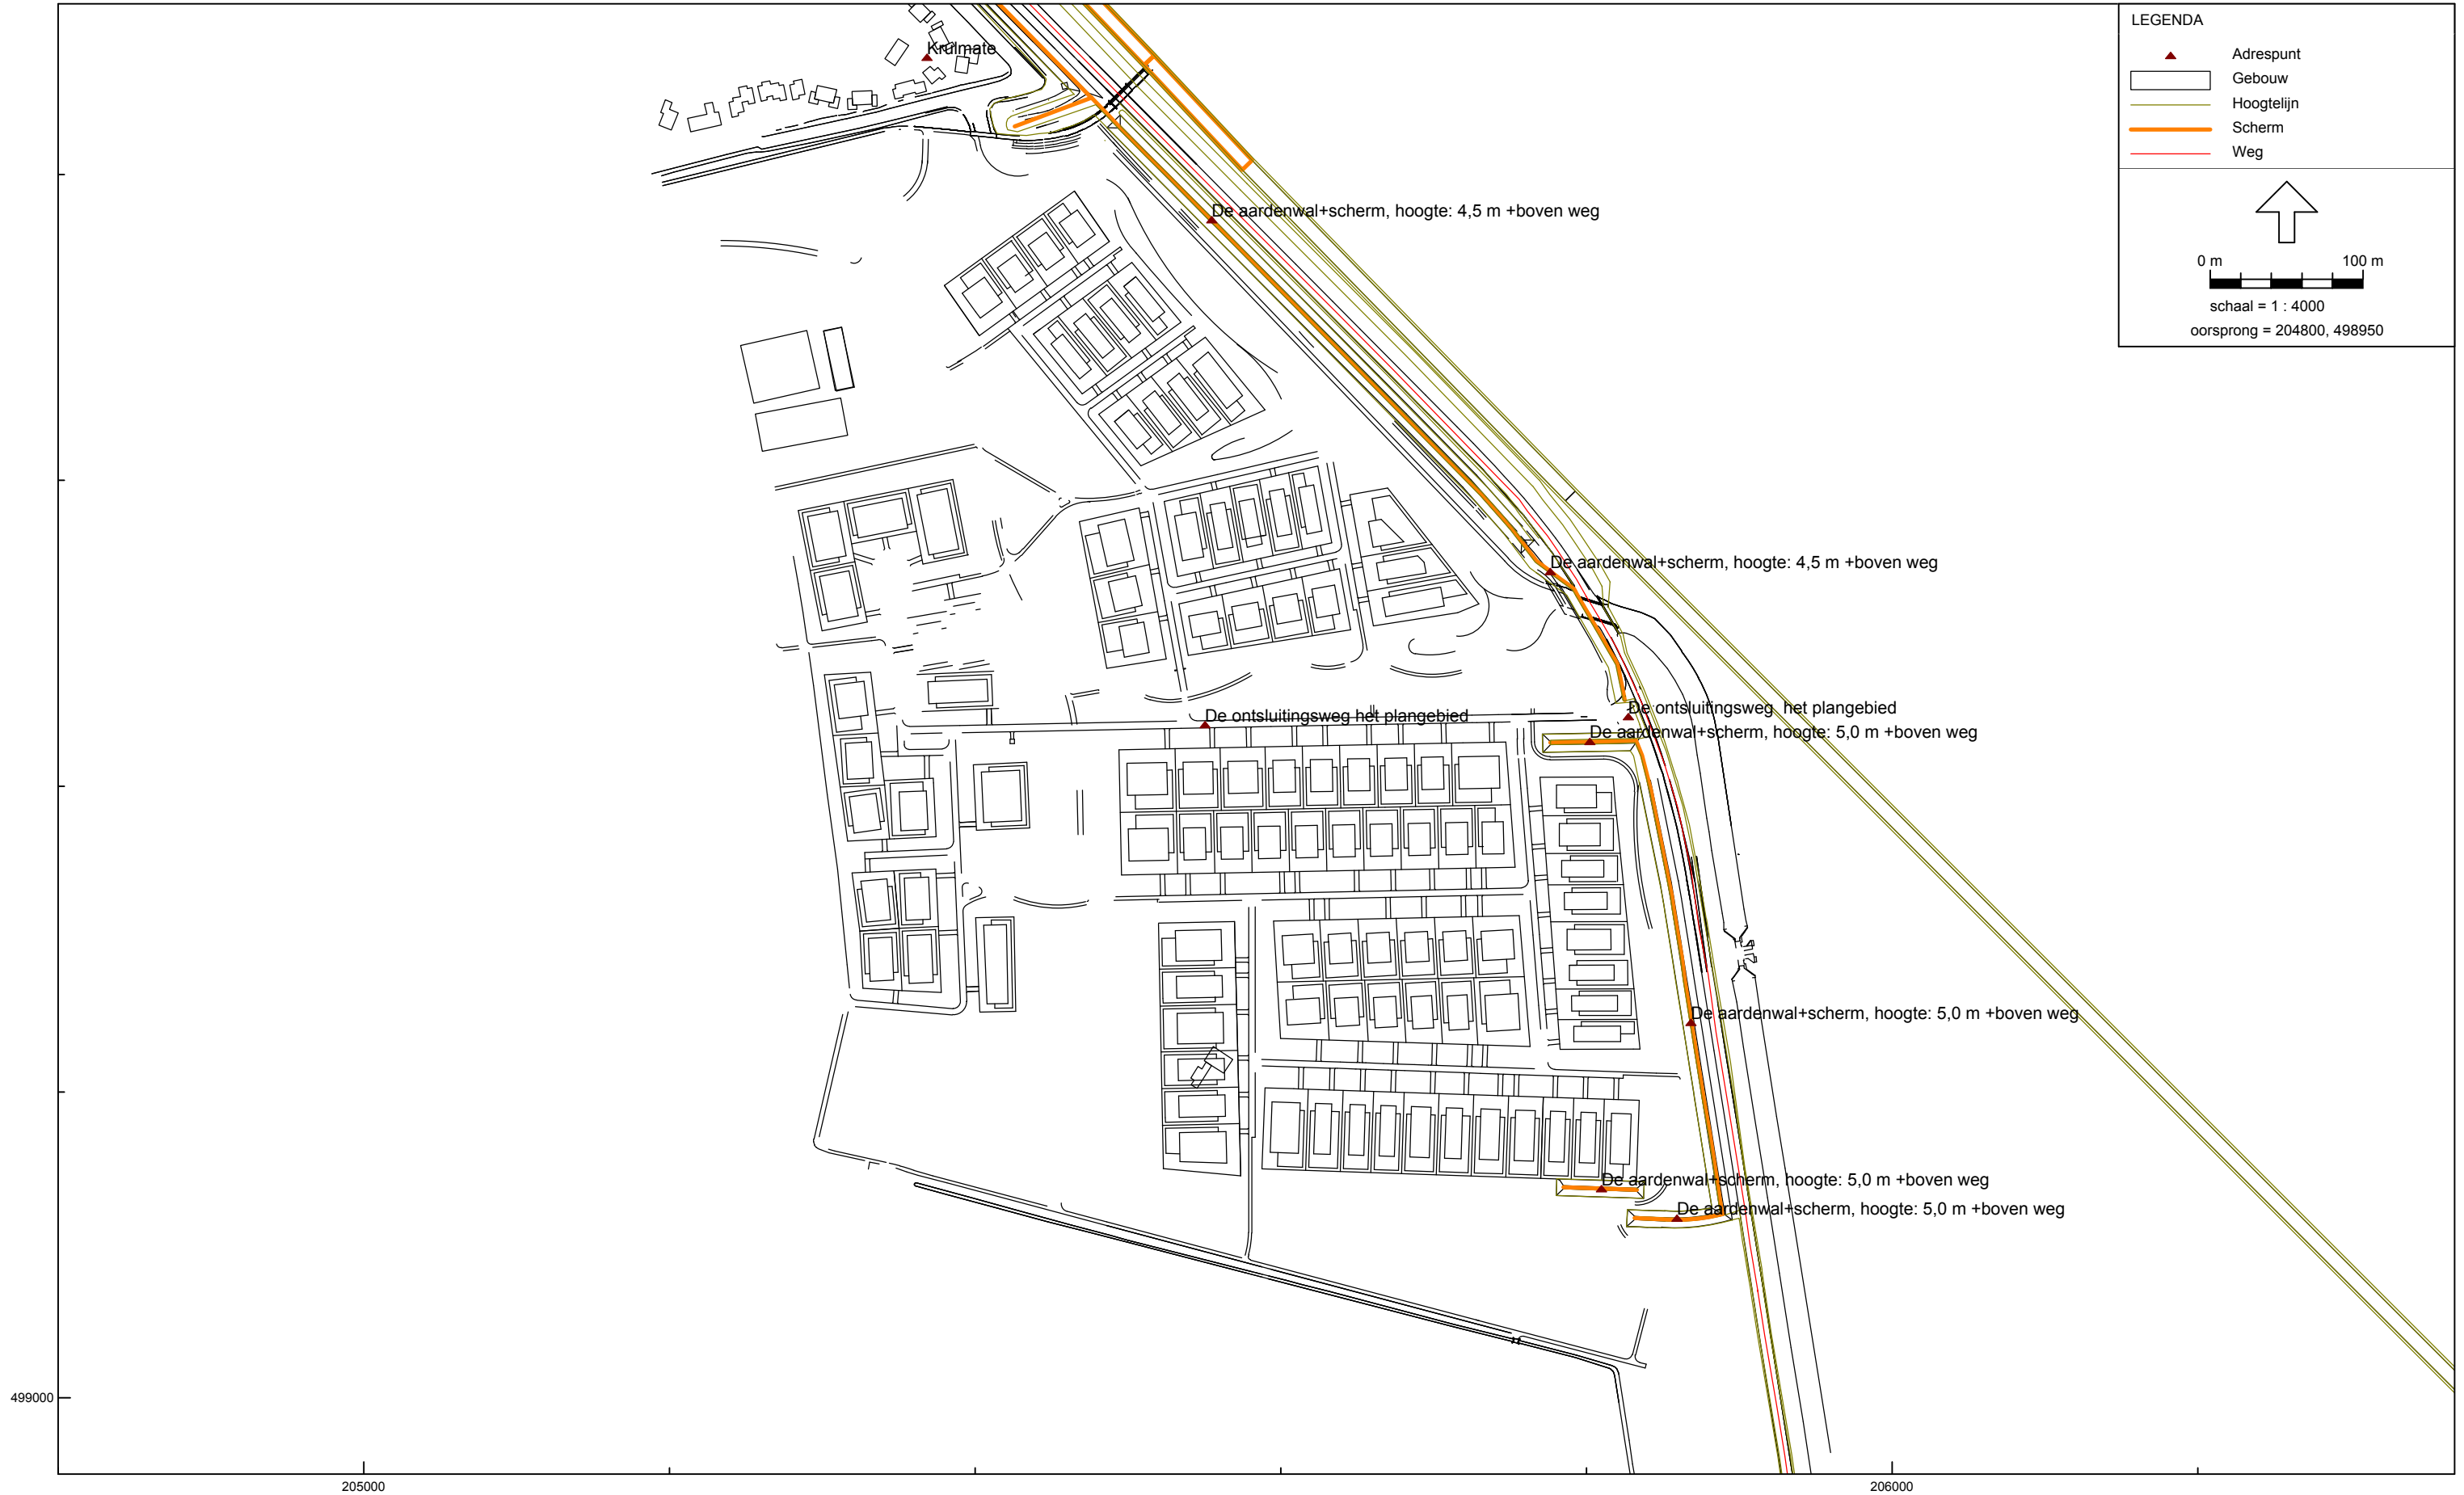 LEGENDA
Adrespunt
Gebouw
Hoogtelijn
Scherm
Weg
0 m 100 m
schaal = 1 : 4000
oorsprong = 204800, 498950
Krulmate
De aardenwal+scherm, hoogte: 4,5 m +boven weg
De aardenwal+scherm, hoogte: 4,5 m +boven weg
De ontsluitingsweg het plangebied
De ontsluitingsweg het plangebied
De aardenwal+scherm, hoogte: 5,0 m +boven weg
De aardenwal+scherm, hoogte: 5,0 m +boven weg
De aardenwal+scherm, hoogte: 5,0 m +boven weg
De aardenwal+scherm, hoogte: 5,0 m +boven weg
499000
205000 206000